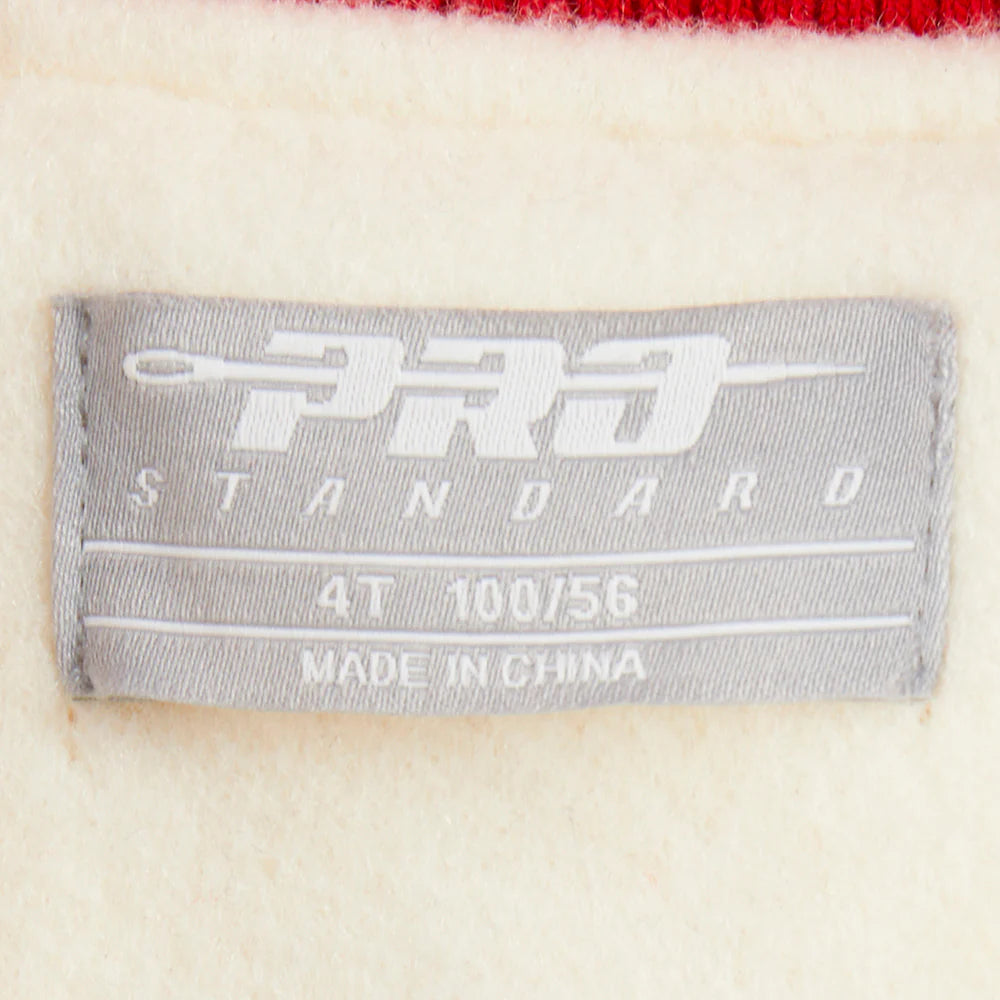 PRO
STANDARD
4T 100/56
MADE IN CHINA